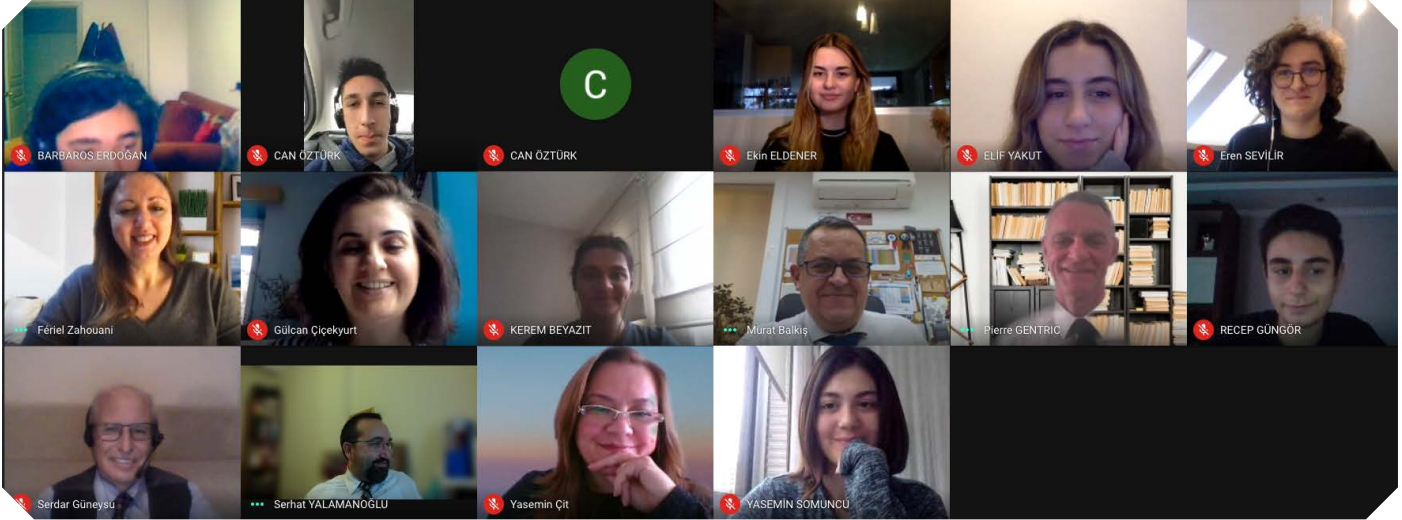 BARBAROS ERDOĞAN
CAN ÖZTÜRK
C
CAN ÖZTÜRK
Ekin ELDENER
ELİF YAKUT
Eren SEVİLİR
Fériel Zahouani
Gülcan Çiçekyurt
KEREM BEYAZIT
Murat Balkış
Pierre GENTRIC
RECEP GÜNGÖR
Serdar Güneysu
Serhat YALAMANOĞLU
Yasemin Çit
YASEMİN SOMUNCU